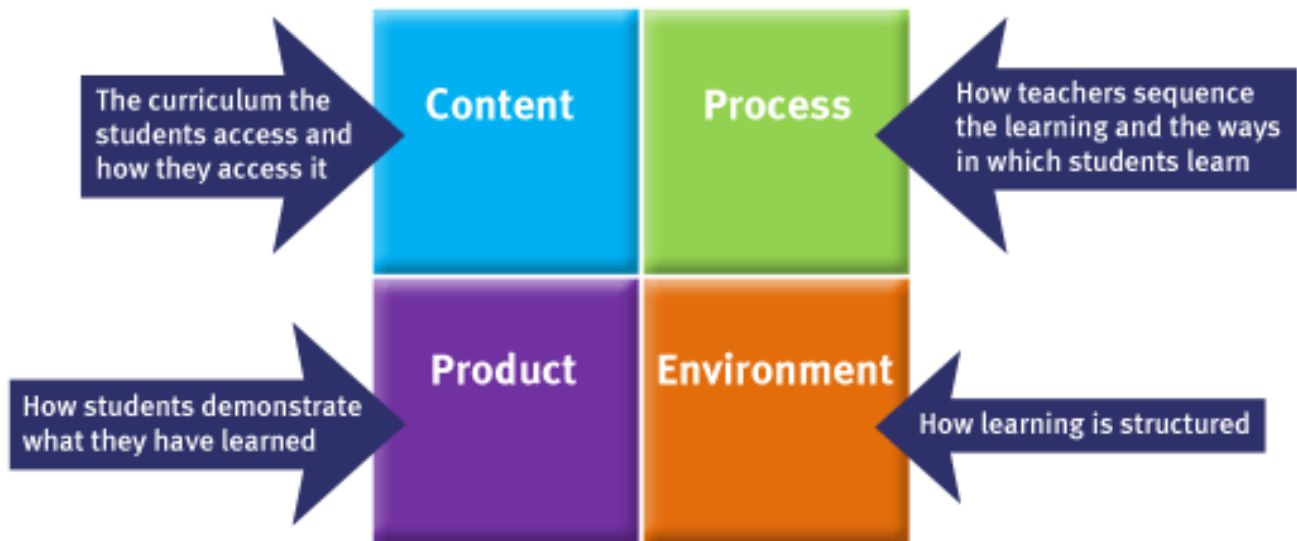 The curriculum the
students access and
how they access it
Content
Process
How teachers sequence
the learning and the ways
in which students learn
How students demonstrate
what they have learned
Product
Environment
How learning is structured